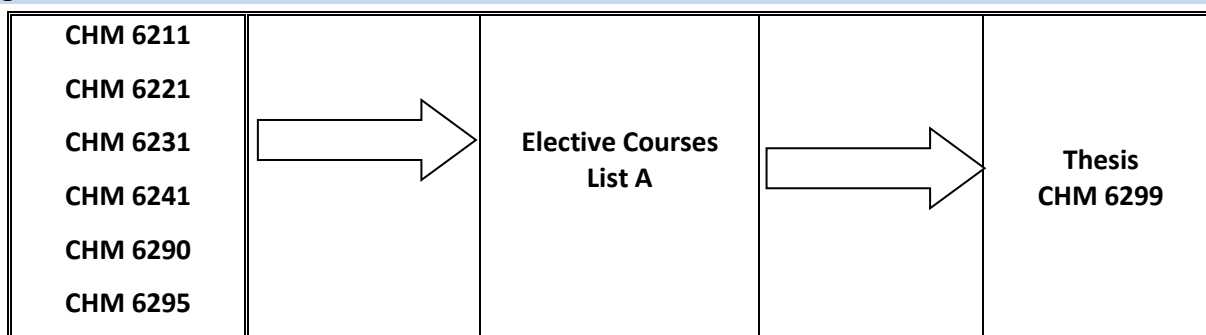 CHM 6211
CHM 6221
CHM 6231
CHM 6241
CHM 6290
CHM 6295
Elective Courses
List A
Thesis
CHM 6299